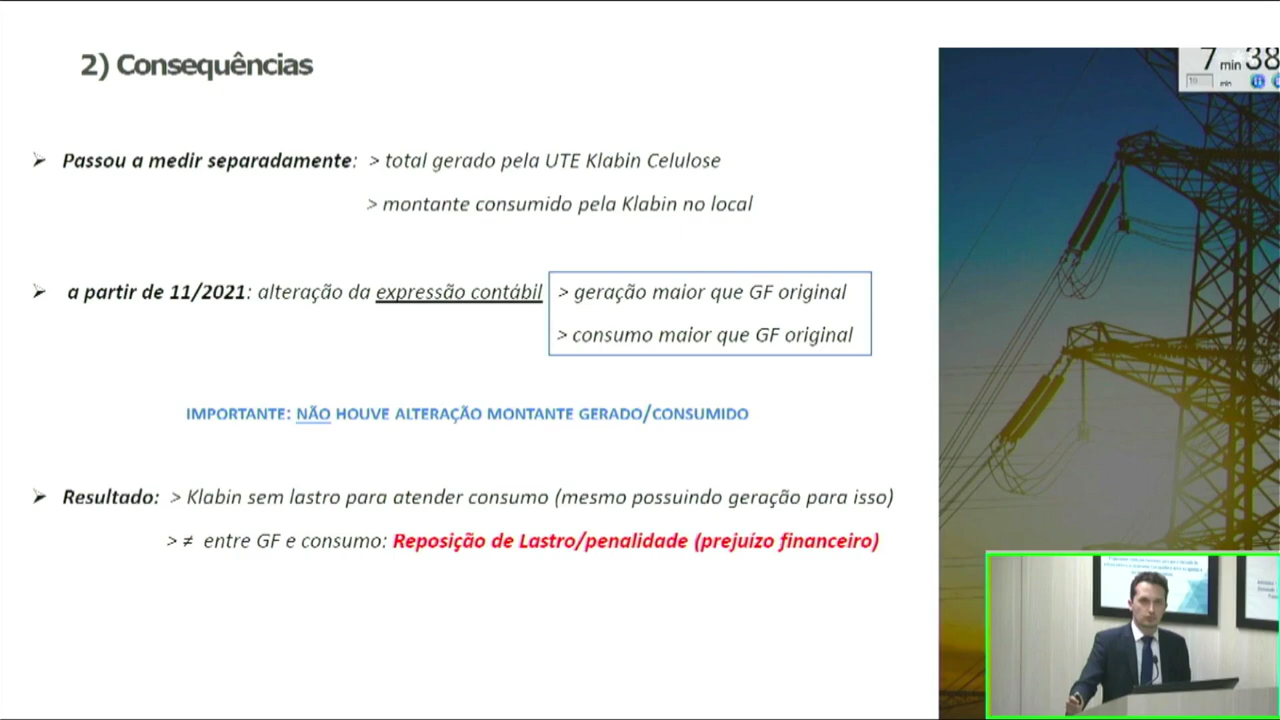 2) Consequências
7 min 38
10 min
➢ Passou a medir separadamente: > total gerado pela UTE Klabin Celulose
> montante consumido pela Klabin no local
➢ a partir de 11/2021: alteração da expressão contábil > geração maior que GF original
> consumo maior que GF original
IMPORTANTE: NÃO HOUVE ALTERAÇÃO MONTANTE GERADO/CONSUMIDO
➢ Resultado: > Klabin sem lastro para atender consumo (mesmo possuindo geração para isso)
> ≠ entre GF e consumo: Reposição de Lastro/penalidade (prejuízo financeiro)